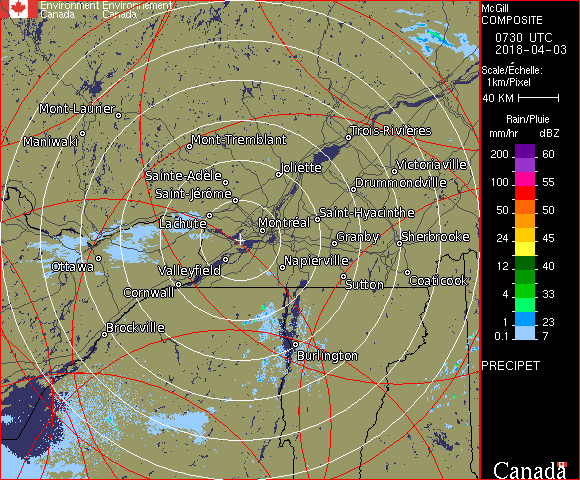 Environment Environnement
Canada Canada
McGill
COMPOSITE
0730 UTC
2018-04-03
Scale/Échelle:
1km/Pixel
40 KM
Rain/Pluie
mm/hr dBZ
200 60
100 55
50 50
24 45
12 40
4 33
1 23
0.1 7
PRECIPET
Mont-Laurier
Maniwaki
Mont-Tremblant
Trois-Rivières
Joliette
Victoriaville
Sainte-Adèle
Drummondville
Saint-Jérôme
Saint-Hyacinthe
Lachute
Montréal
Granby
Sherbrooke
Ottawa
Valleyfield
Napierville
Sutton
Coaticook
Cornwall
Brockville
Burlington
Canada